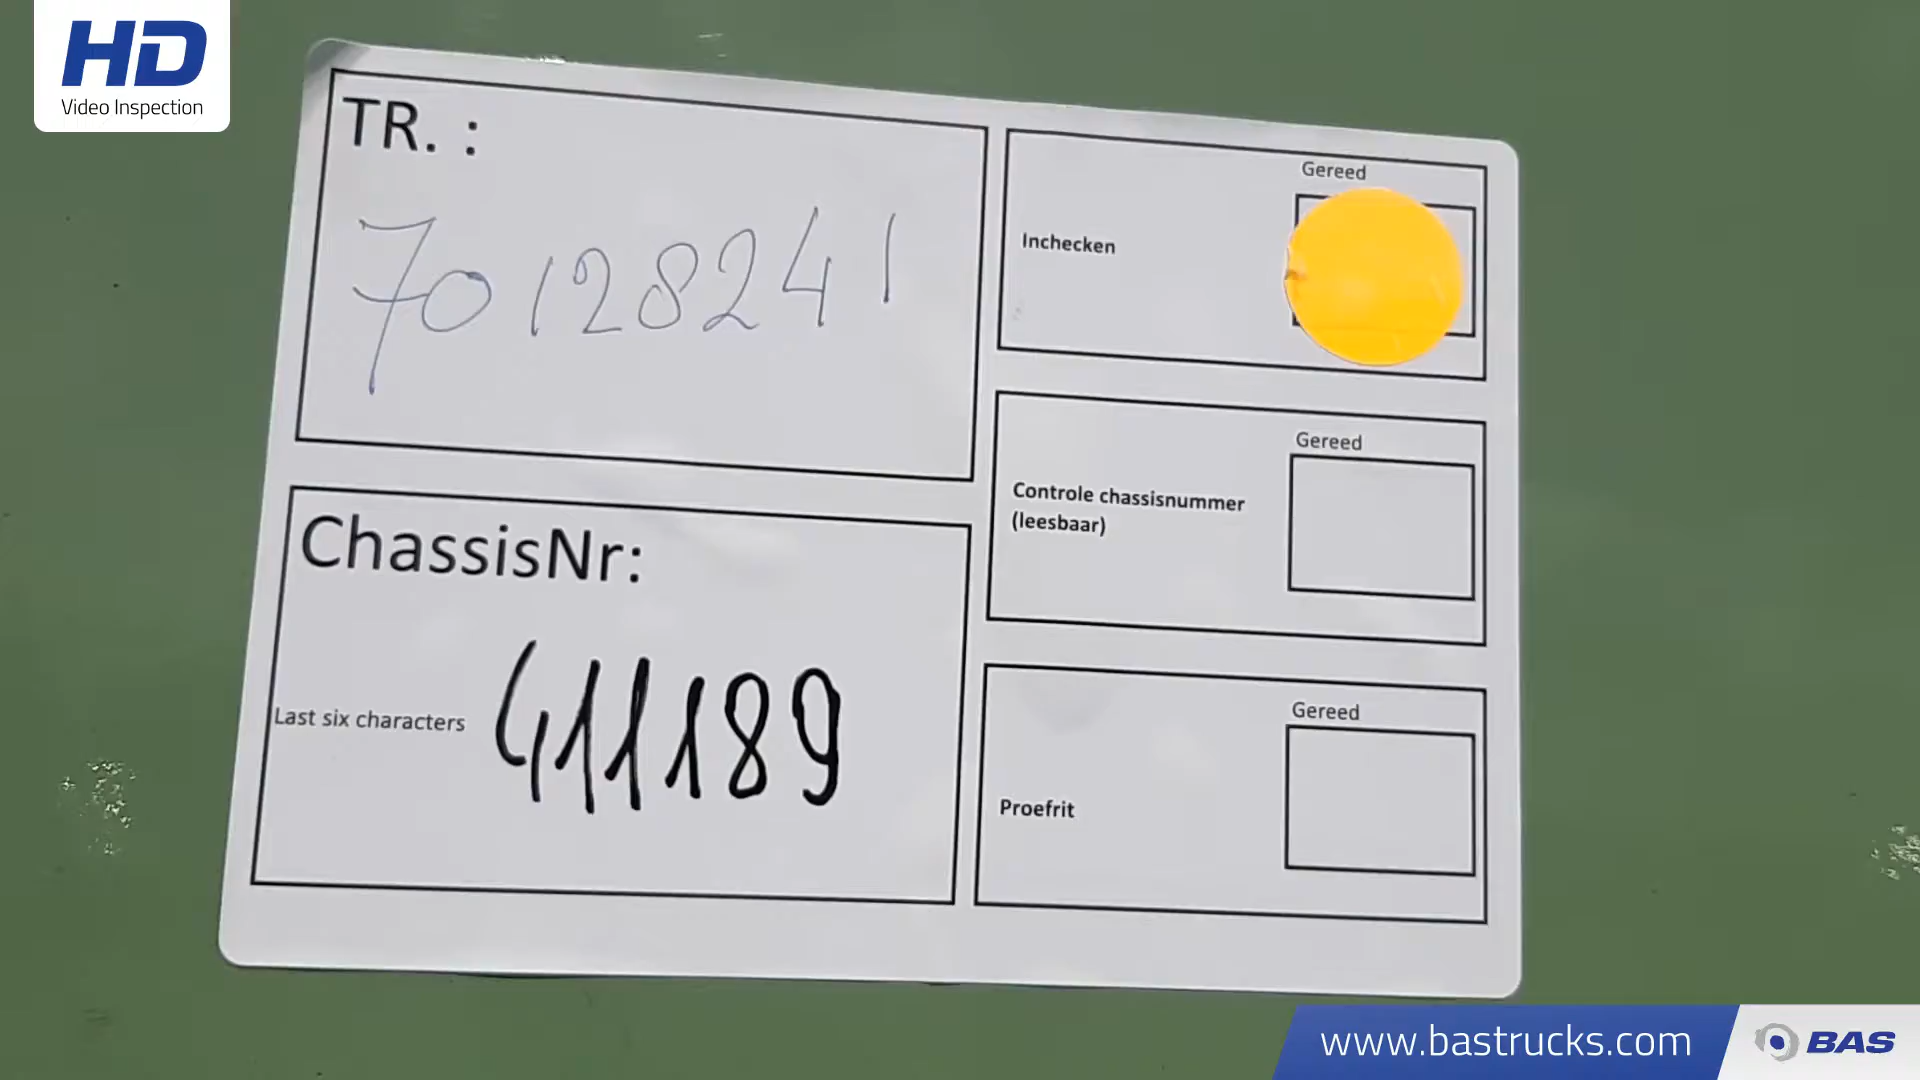 HD
Video Inspection
TR. :
70128241
ChassisNr:
Last six characters 411189
Gereed
Inchecken
Gereed
Controle chassisnummer
(leesbaar)
Gereed
Proefrit
www.bastrucks.com
BAS